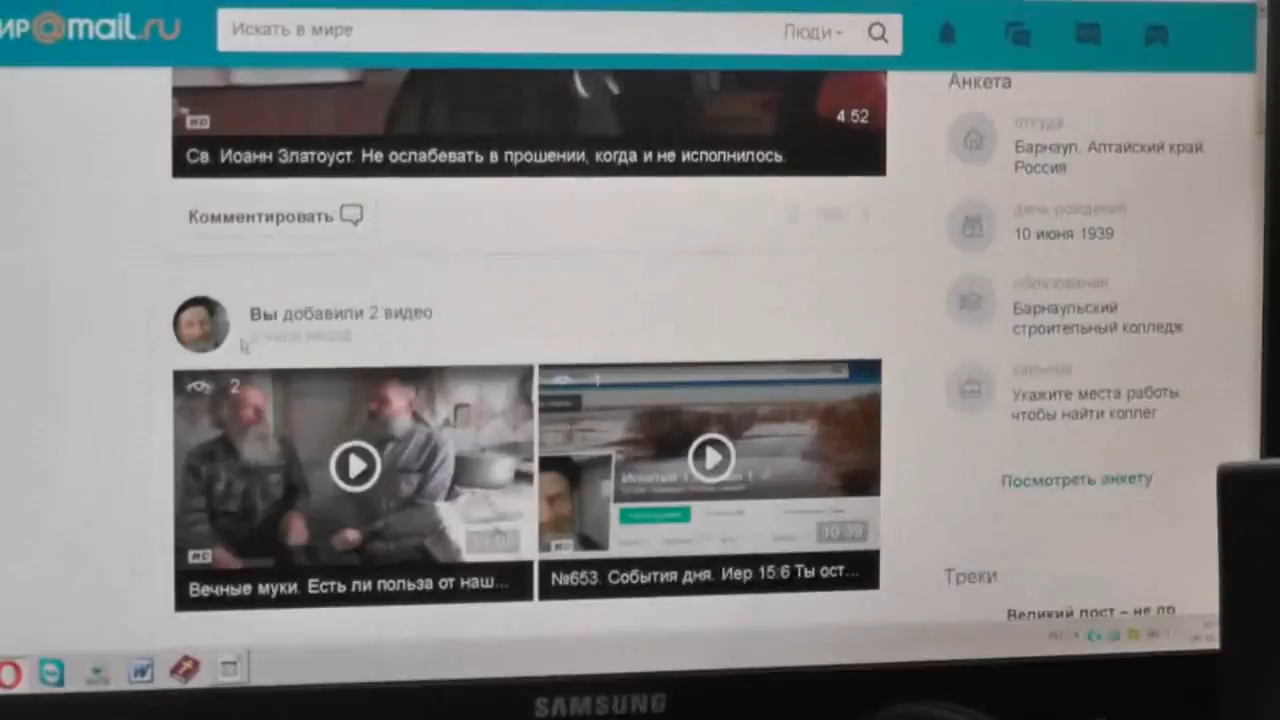 ир@mail.ru
Искать в мире
Люди
4:52
Св. Иоанн Златоуст. Не ослабевать в прошении, когда и не исполнилось.
Комментировать
Вы добавили 2 видео
2
1
HD
Вечные муки. Есть ли польза от наш...
10:39
№653. События дня. Иер 15.6 Ты ост...
Анкета
откуда
Барнаул, Алтайский край,
Россия
день рождения
10 июня 1939
образование
Барнаульский
строительный колледж
карьера
Укажите места работы
чтобы найти коллег
Посмотреть анкету
Треки
Великий пост – не др
SAMSUNG